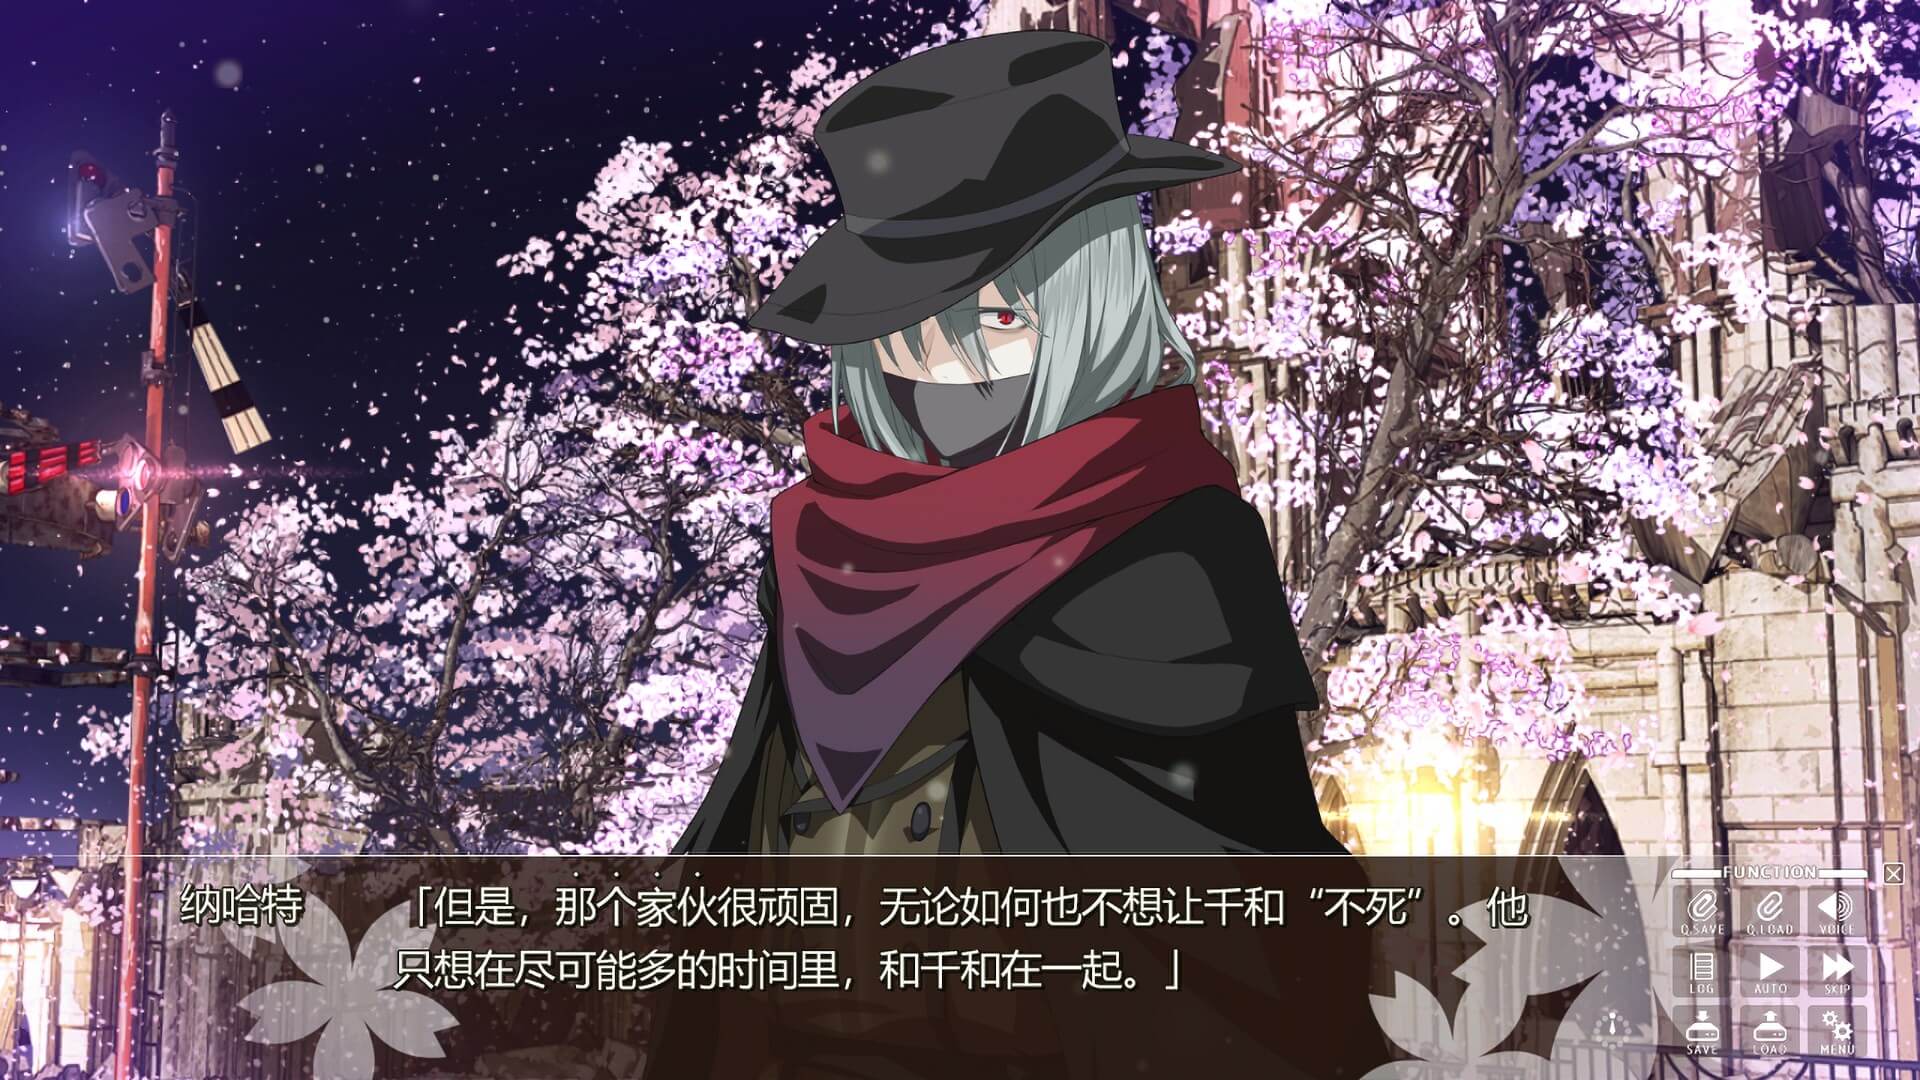 纳哈特
「但是，那个家伙很顽固，无论如何也不想让千和“不死”。他
只想在尽可能多的时间里，和千和在一起。」
FUNCTION
Q.SAVE Q.LOAD VOICE
LOG AUTO SKIP
SAVE LOAD MENU